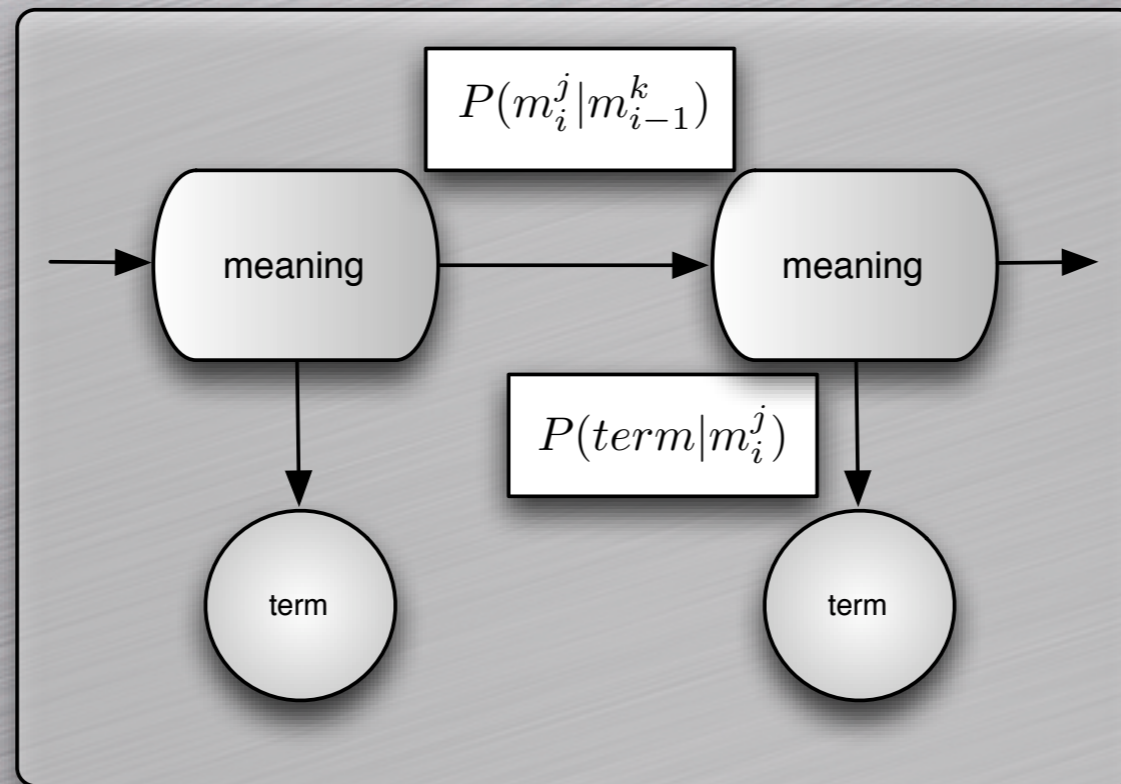 $P(m_i^j|m_{i-1}^k)$
meaning
meaning
$P(term|m_i^j)$
term
term